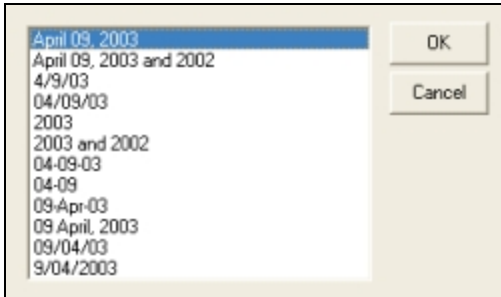 April 09, 2003
April 09, 2003 and 2002
4/9/03
04/09/03
2003
2003 and 2002
04-09-03
04-09
09-Apr-03
09 April, 2003
09/04/03
9/04/2003
OK
Cancel